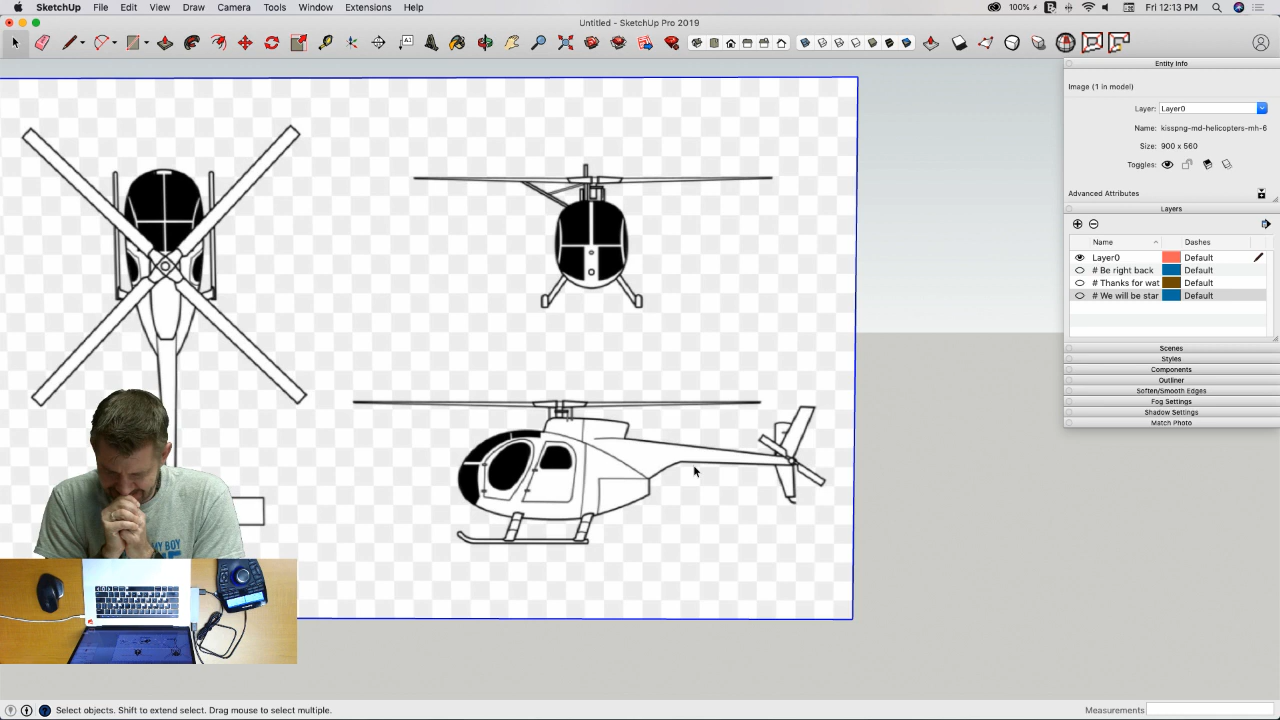 SketchUp File Edit View Draw Camera Tools Window Extensions Help
100% Fri 12:13 PM
Untitled - SketchUp Pro 2019
Entity Info
Image (1 in model)
Layer: Layer0
Name: kisspng-md-helicopters-mh-6
Size: 900 x 560
Toggles:
Advanced Attributes
Layers
Name Dashes
Layer0 Default
# Be right back Default
# Thanks for wat Default
# We will be star Default
Scenes
Styles
Components
Outliner
Soften/Smooth Edges
Fog Settings
Shadow Settings
Match Photo
MY BOY
Select objects. Shift to extend select. Drag mouse to select multiple.
Measurements